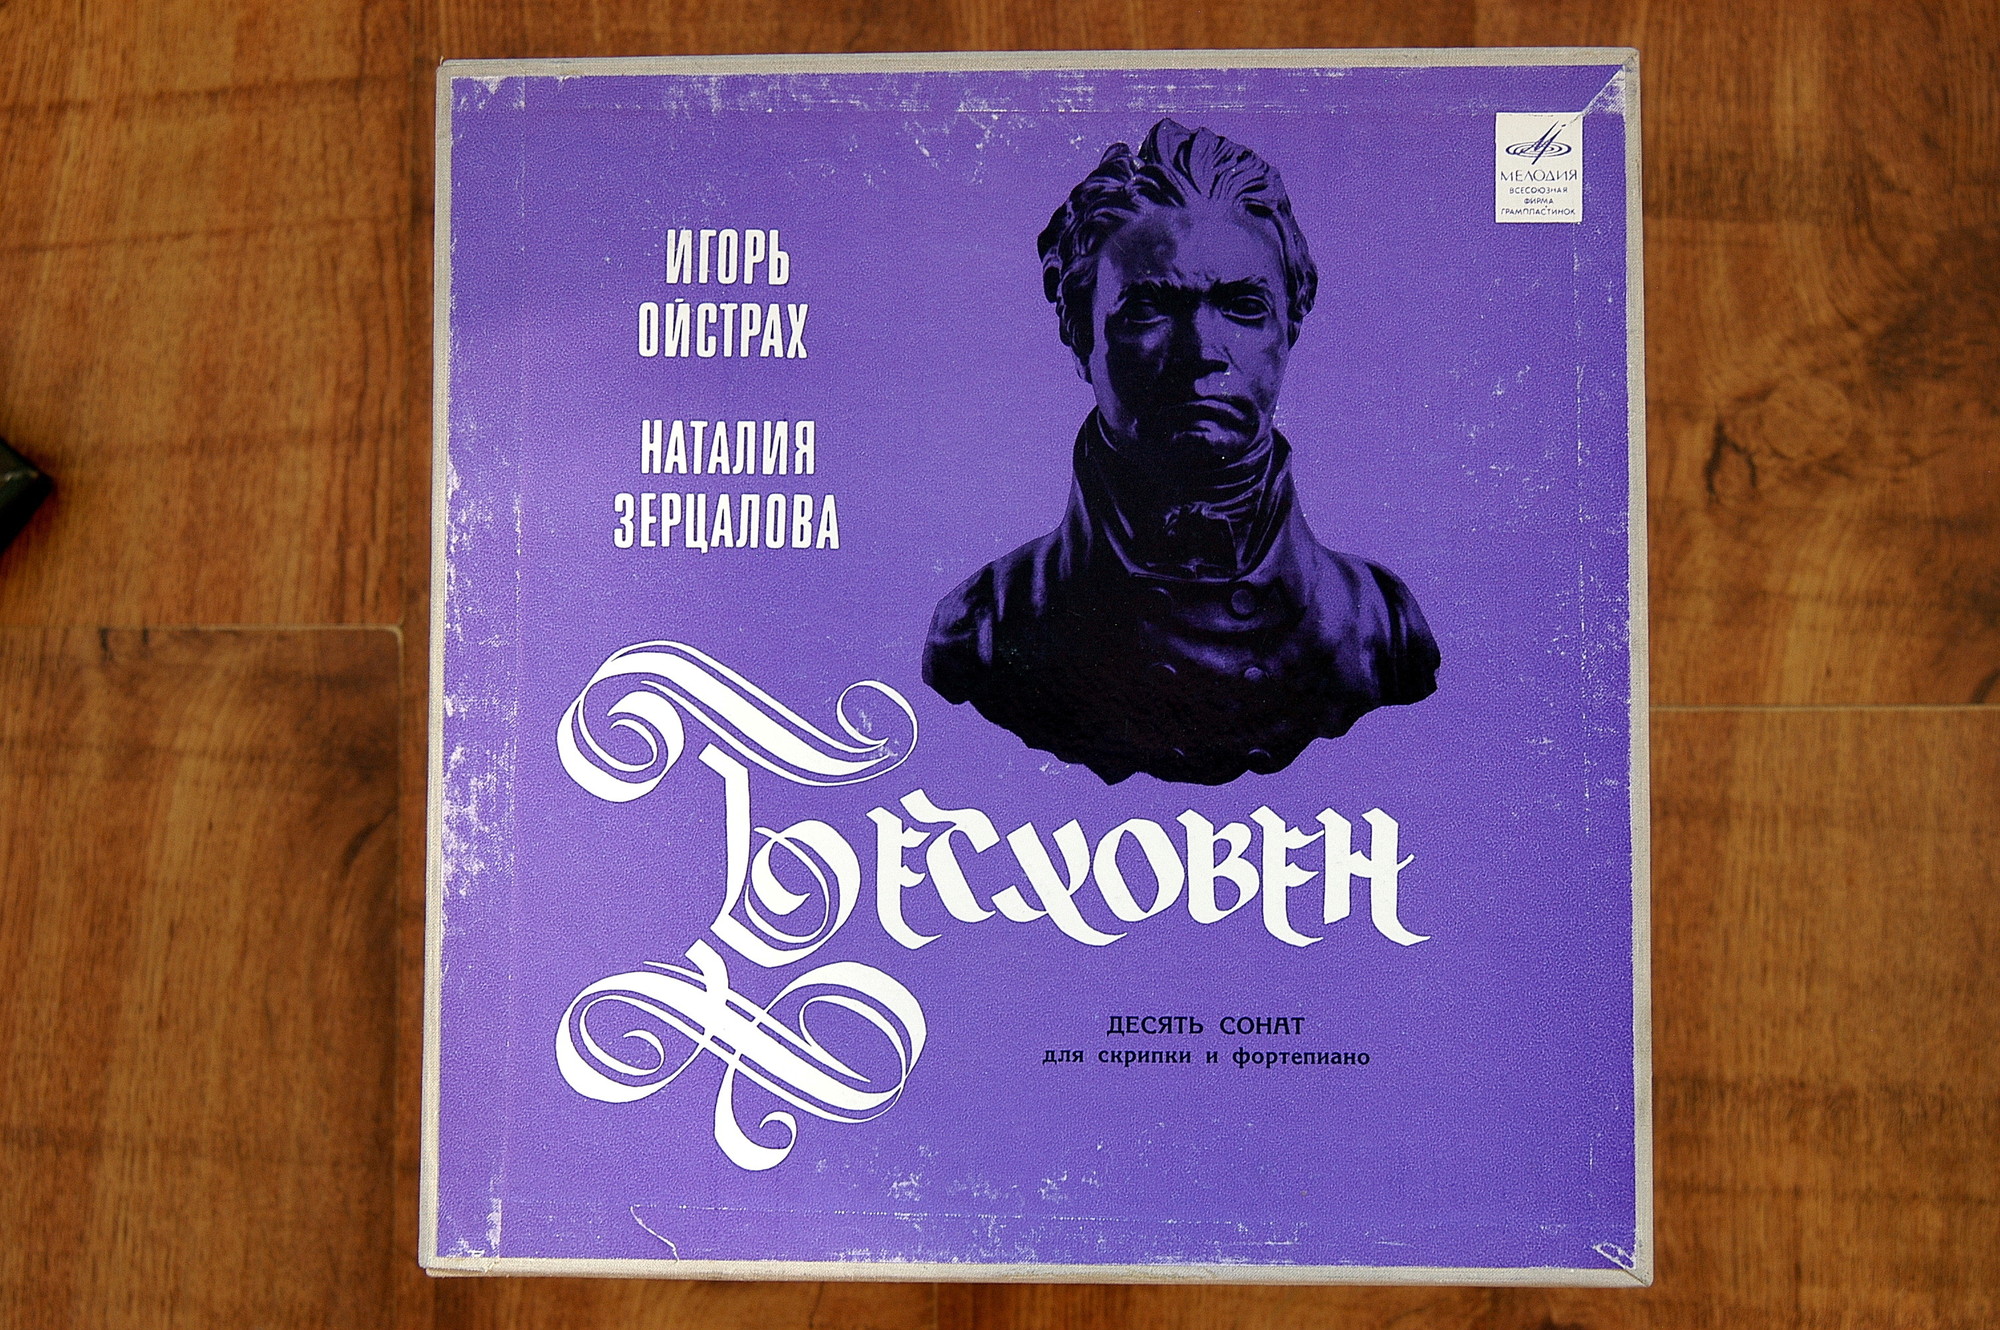 МЕЛОДИЯ
ВСЕСОЮЗНАЯ
ФИРМА
ГРАМПЛАСТИНОК
ИГОРЬ
ОЙСТРАХ
НАТАЛИЯ
ЗЕРЦАЛОВА
БЕТХОВЕН
ДЕСЯТЬ СОНАТ
для скрипки и фортепиано